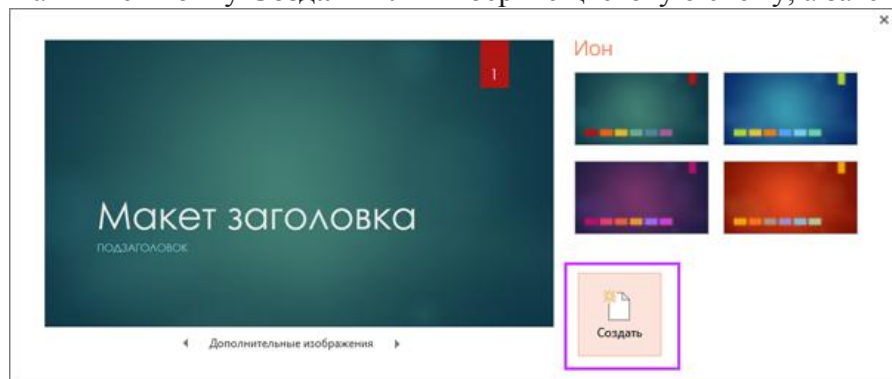 Ион
1
Макет заголовка
ПОДЗАГОЛОВОК
Создать
Дополнительные изображения